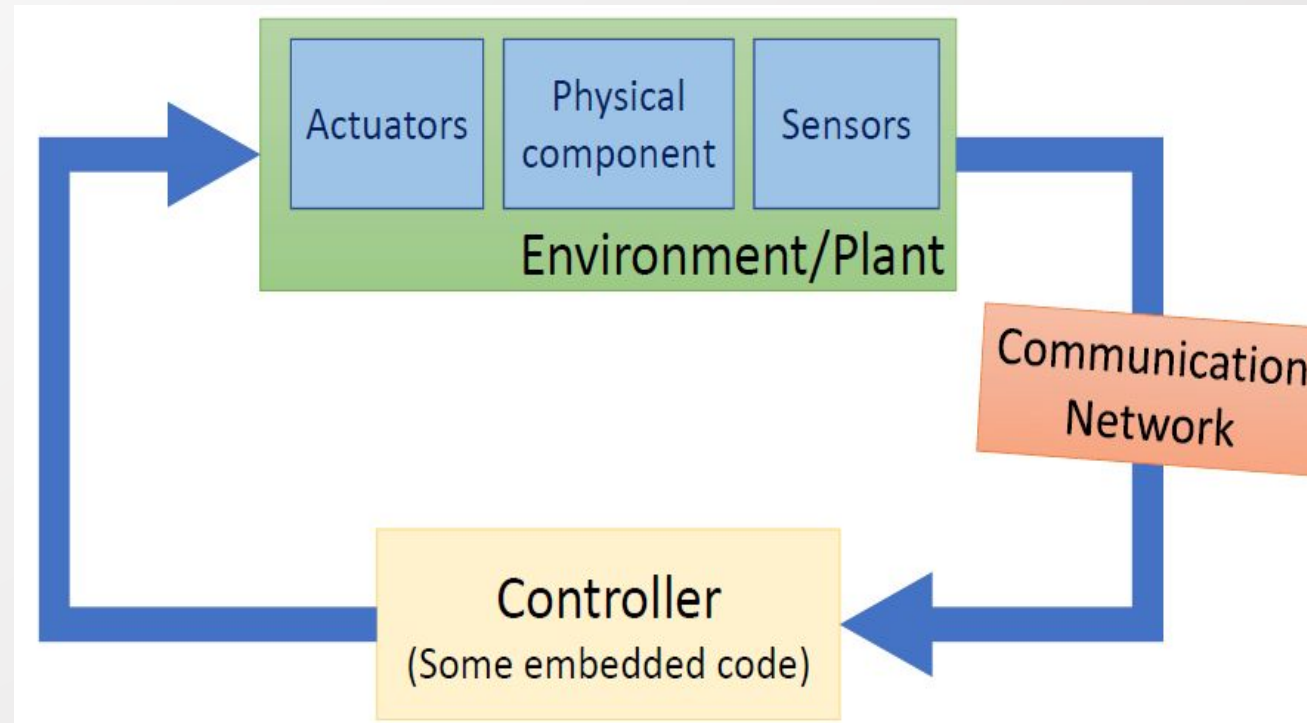 Actuators
Physical
component
Sensors
Environment/Plant
Communication
Network
Controller
(Some embedded code)